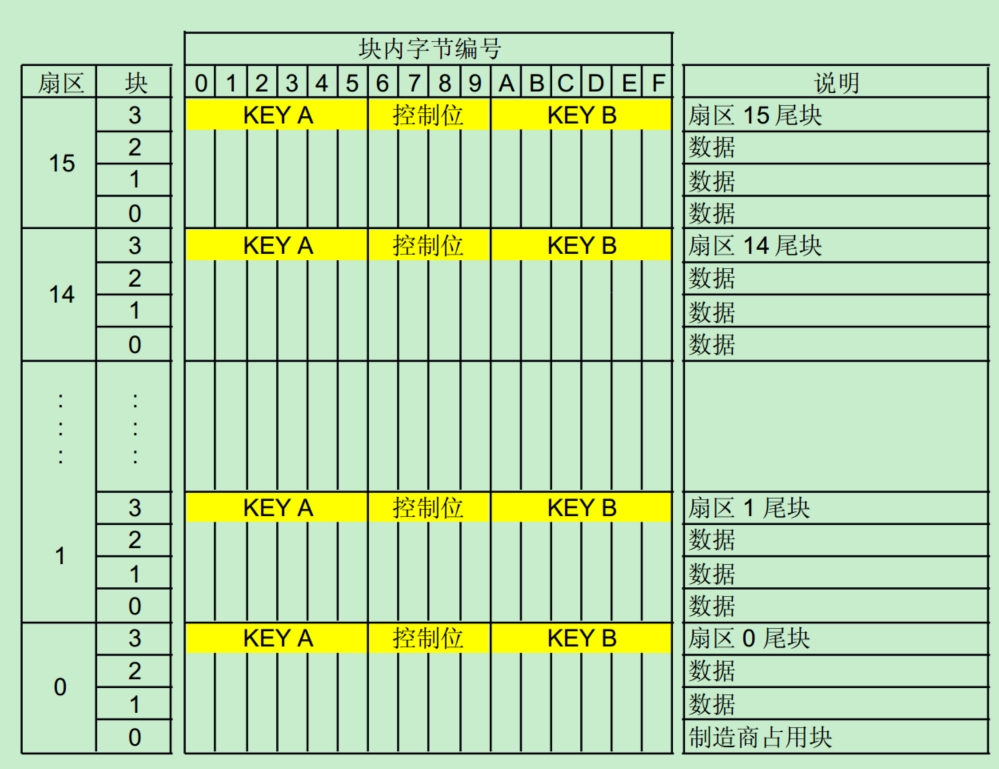 块内字节编号
扇区 块 0 1 2 3 4 5 6 7 8 9 A B C D E F 说明
3 KEY A 控制位 KEY B 扇区 15 尾块
15 2 数据
1 数据
0 数据
3 KEY A 控制位 KEY B 扇区 14 尾块
14 2 数据
1 数据
0 数据
: :
: :
: :
3 KEY A 控制位 KEY B 扇区 1 尾块
1 2 数据
1 数据
0 数据
3 KEY A 控制位 KEY B 扇区 0 尾块
0 2 数据
1 数据
0 制造商占用块